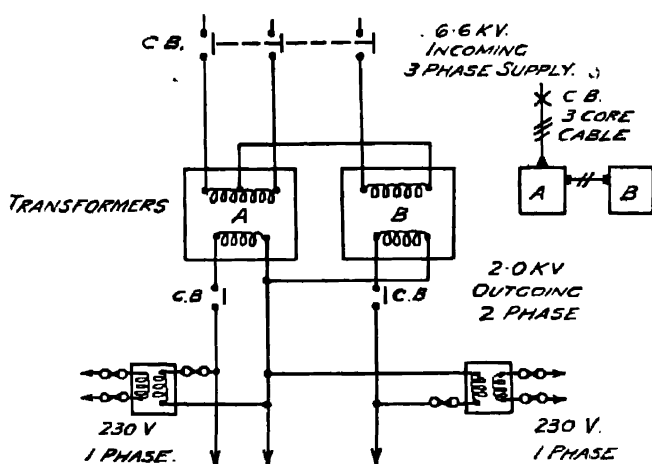 C.B.
6.6 KV.
INCOMING
3 PHASE SUPPLY.
C B.
3 CORE
CABLE
A
B
TRANSFORMERS
A
B
C.B
C.B
2.0 KV
OUTGOING
2 PHASE
230 V
1 PHASE.
230 V.
1 PHASE